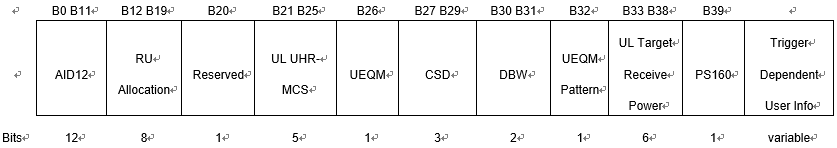 B0 B11 B12 B19 B20 B21 B25 B26 B27 B29 B30 B31 B32 B33 B38 B39
AID12
RU
Allocation
Reserved
UL UHR-
MCS
UEQM
CSD
DBW
UEQM
Pattern
UL Target
Receive
Power
PS160
Trigger
Dependent
User Info
Bits 12 8 1 5 1 3 2 1 6 1 variable